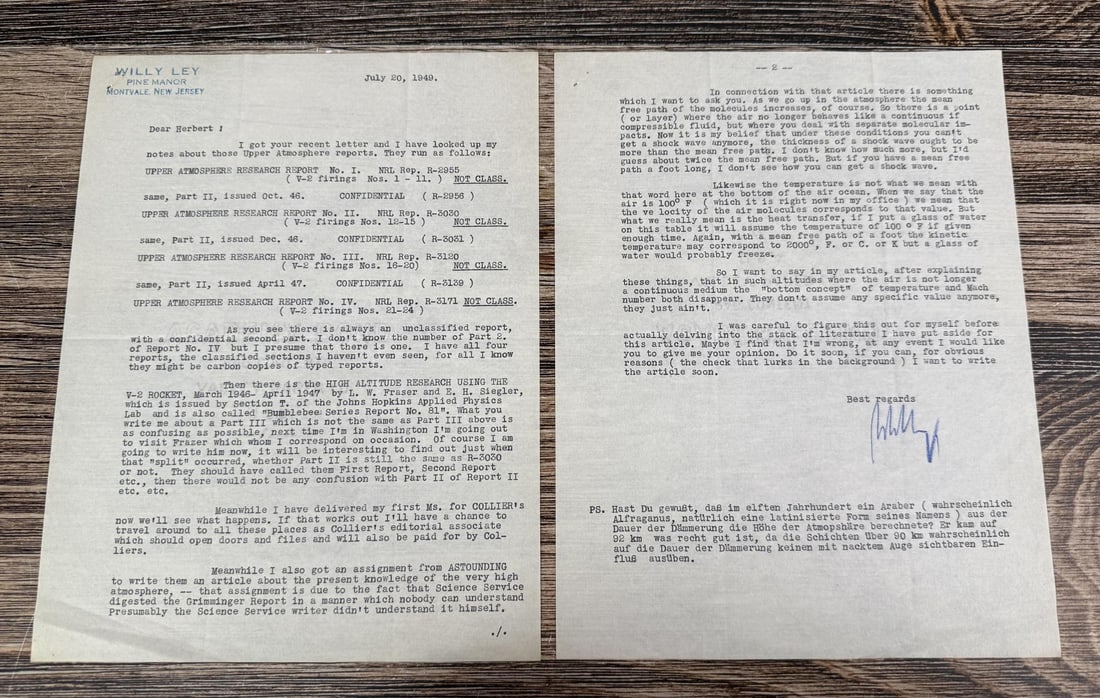 WILLY LEY
PINE MANOR
MONTVALE, NEW JERSEY
July 20, 1949.
Dear Herbert !
I got your recent letter and I have looked up my
notes about those Upper Atmosphere reports. They run as follows:
UPPER ATMOSPHERE RESEARCH REPORT No. I. NRL Rep. R-2955
( V-2 firings Nos. 1 - 11. ) NOT CLASS.
same, Part II, issued Oct. 46. CONFIDENTIAL ( R-2956 )
UPPER ATMOSPHERE RESEARCH REPORT No. II. NRL Rep. R-3030
( V-2 firings Nos. 12-15 ) NOT CLASS.
same, Part II, issued Dec. 46. CONFIDENTIAL ( R-3031 )
UPPER ATMOSPHERE RESEARCH REPORT No. III. NRL Rep. R-3120
( V-2 firings Nos. 16-20) NOT CLASS.
same, Part II, issued April 47. CONFIDENTIAL ( R-3139 )
UPPER ATMOSPHERE RESEARCH REPORT No. IV. NRL Rep. R-3171 NOT CLASS.
( V-2 firings Nos. 21-24 )
As you see there is always an unclassified report,
with a confidential second part. I don't know the number of Part 2.
of Report No. IV but I presume that there is one. I have all four
reports, the classified sections I haven't even seen, for all I know
they might be carbon copies of typed reports.
Then there is the HIGH ALTITUDE RESEARCH USING THE
V-2 ROCKET, March 1946- April 1947 by L. W. Fraser and E. H. Siegler,
which is issued by Section T. of the Johns Hopkins Applied Physics
Lab and is also called "Bumblebee Series Report No. 81". What you
write me about a Part III which is not the same as Part III above is
as confusing as possible, next time I'm in Washington I'm going out
to visit Fraser which whom I correspond on occasion. Of course I am
going to write him now, it will be interesting to find out just when
that "split" occurred, whether Part II is still the same as R-3030
or not. They should have called them First Report, Second Report
etc., then there would not be any confusion with Part II of Report II
etc. etc.
Meanwhile I have delivered my first Ms. for COLLIER's
now we'll see what happens. If that works out I'll have a chance to
travel around to all these places as Collier's editorial associate
which should open doors and files and will also be paid for by Col-
liers.
Meanwhile I also got an assignment from ASTOUNDING
to write them an article about the present knowledge of the very high
atmosphere, -- that assignment is due to the fact that Science Service
digested the Grimminger Report in a manner which nobody can understand
Presumably the Science Service writer didn't understand it himself.
./.
-- 2 --
In connection with that article there is something
which I want to ask you. As we go up in the atmosphere the mean
free path of the molecules increases, of course. So there is a point
( or layer) where the air no longer behaves like a continuous if
compressible fluid, but where you deal with separate molecular im-
pacts. Now it is my belief that under these conditions you can't
get a shock wave anymore, the thickness of a shock wave ought to be
more than the mean free path. I don't know how much more, but I'd
guess about twice the mean free path. But if you have a mean free
path a foot long, I don't see how you can get a shock wave.
Likewise the temperature is not what we mean with
that word here at the bottom of the air ocean. When we say that the
air is 100° F ( which it is right now in my office ) we mean that
the ve locity of the air molecules corresponds to that value. But
what we really mean is the heat transfer, if I put a glass of water
on this table it will assume the temperature of 100 ° F if given
enough time. Again, with a mean free path of a foot the kinetic
temperature may correspond to 2000°, F. or C. or K but a glass of
water would probably freeze.
So I want to say in my article, after explaining
these things, that in such altitudes where the air is not longer
a continuous medium the "bottom concept" of temperature and Mach
number both disappear. They don't assume any specific value anymore,
they just ain't.
I was careful to figure this out for myself before
actually delving into the stack of literature I have put aside for
this article. Maybe I find that I'm wrong, at any event I would like
you to give me your opinion. Do it soon, if you can, for obvious
reasons ( the check that lurks in the background ) I want to write
the article soon.
Best regards
Willy
PS. Hast Du gewußt, daß im elften Jahrhundert ein Araber ( wahrscheinlich
Alfraganus, natürlich eine latinisierte Form seines Namens ) aus der
Dauer der Dämmerung die Höhe der Atmopshäre berechnete? Er kam auf
92 km was recht gut ist, da die Schichten über 90 km wahrscheinlich
auf die Dauer der Dämmerung keinen mit nacktem Auge sichtbaren Ein-
fluß ausüben.